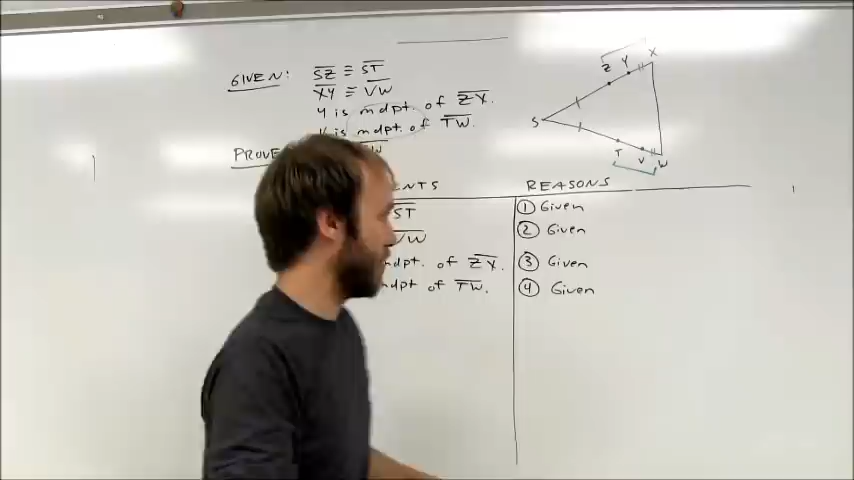 GIVEN: SZ ≅ ST
XY ≅ VW
Y is mdpt. of ZX.
V is mdpt. of TW.
PROVE
X
Y
Z
S
T
V
W
REASONS
ST
① Given
VW
② Given
mdpt. of ZX.
③ Given
mdpt of TW.
④ Given